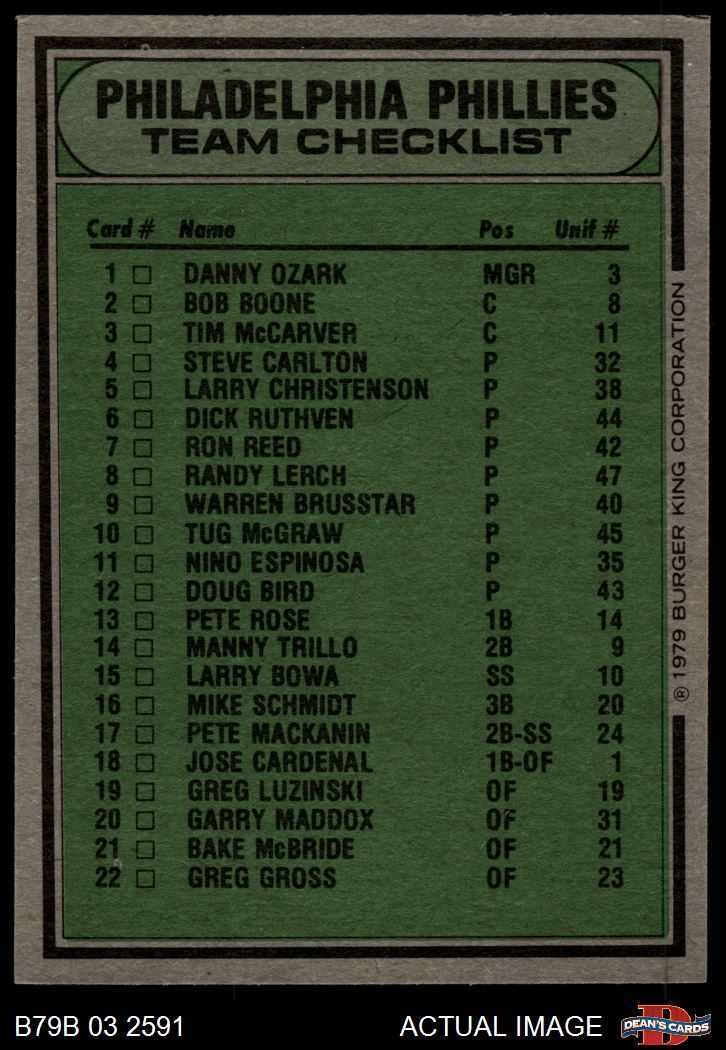 PHILADELPHIA PHILLIES
TEAM CHECKLIST
Card # Name Pos Unif #
1 □ DANNY OZARK MGR 3
2 □ BOB BOONE C 8
3 □ TIM McCARVER C 11
4 □ STEVE CARLTON P 32
5 □ LARRY CHRISTENSON P 38
6 □ DICK RUTHVEN P 44
7 □ RON REED P 42
8 □ RANDY LERCH P 47
9 □ WARREN BRUSSTAR P 40
10 □ TUG McGRAW P 45
11 □ NINO ESPINOSA P 35
12 □ DOUG BIRD P 43
13 □ PETE ROSE 1B 14
14 □ MANNY TRILLO 2B 9
15 □ LARRY BOWA SS 10
16 □ MIKE SCHMIDT 3B 20
17 □ PETE MACKANIN 2B-SS 24
18 □ JOSE CARDENAL 1B-OF 1
19 □ GREG LUZINSKI OF 19
20 □ GARRY MADDOX OF 31
21 □ BAKE McBRIDE OF 21
22 □ GREG GROSS OF 23
® 1979 BURGER KING CORPORATION
B79B 03 2591 ACTUAL IMAGE
D
DEAN'S CARDS